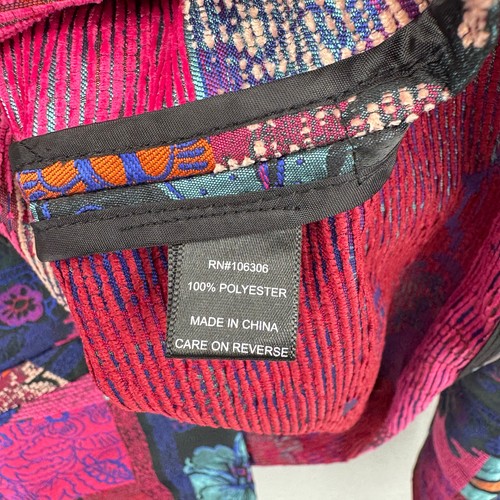 RN#106306
100% POLYESTER
MADE IN CHINA
CARE ON REVERSE